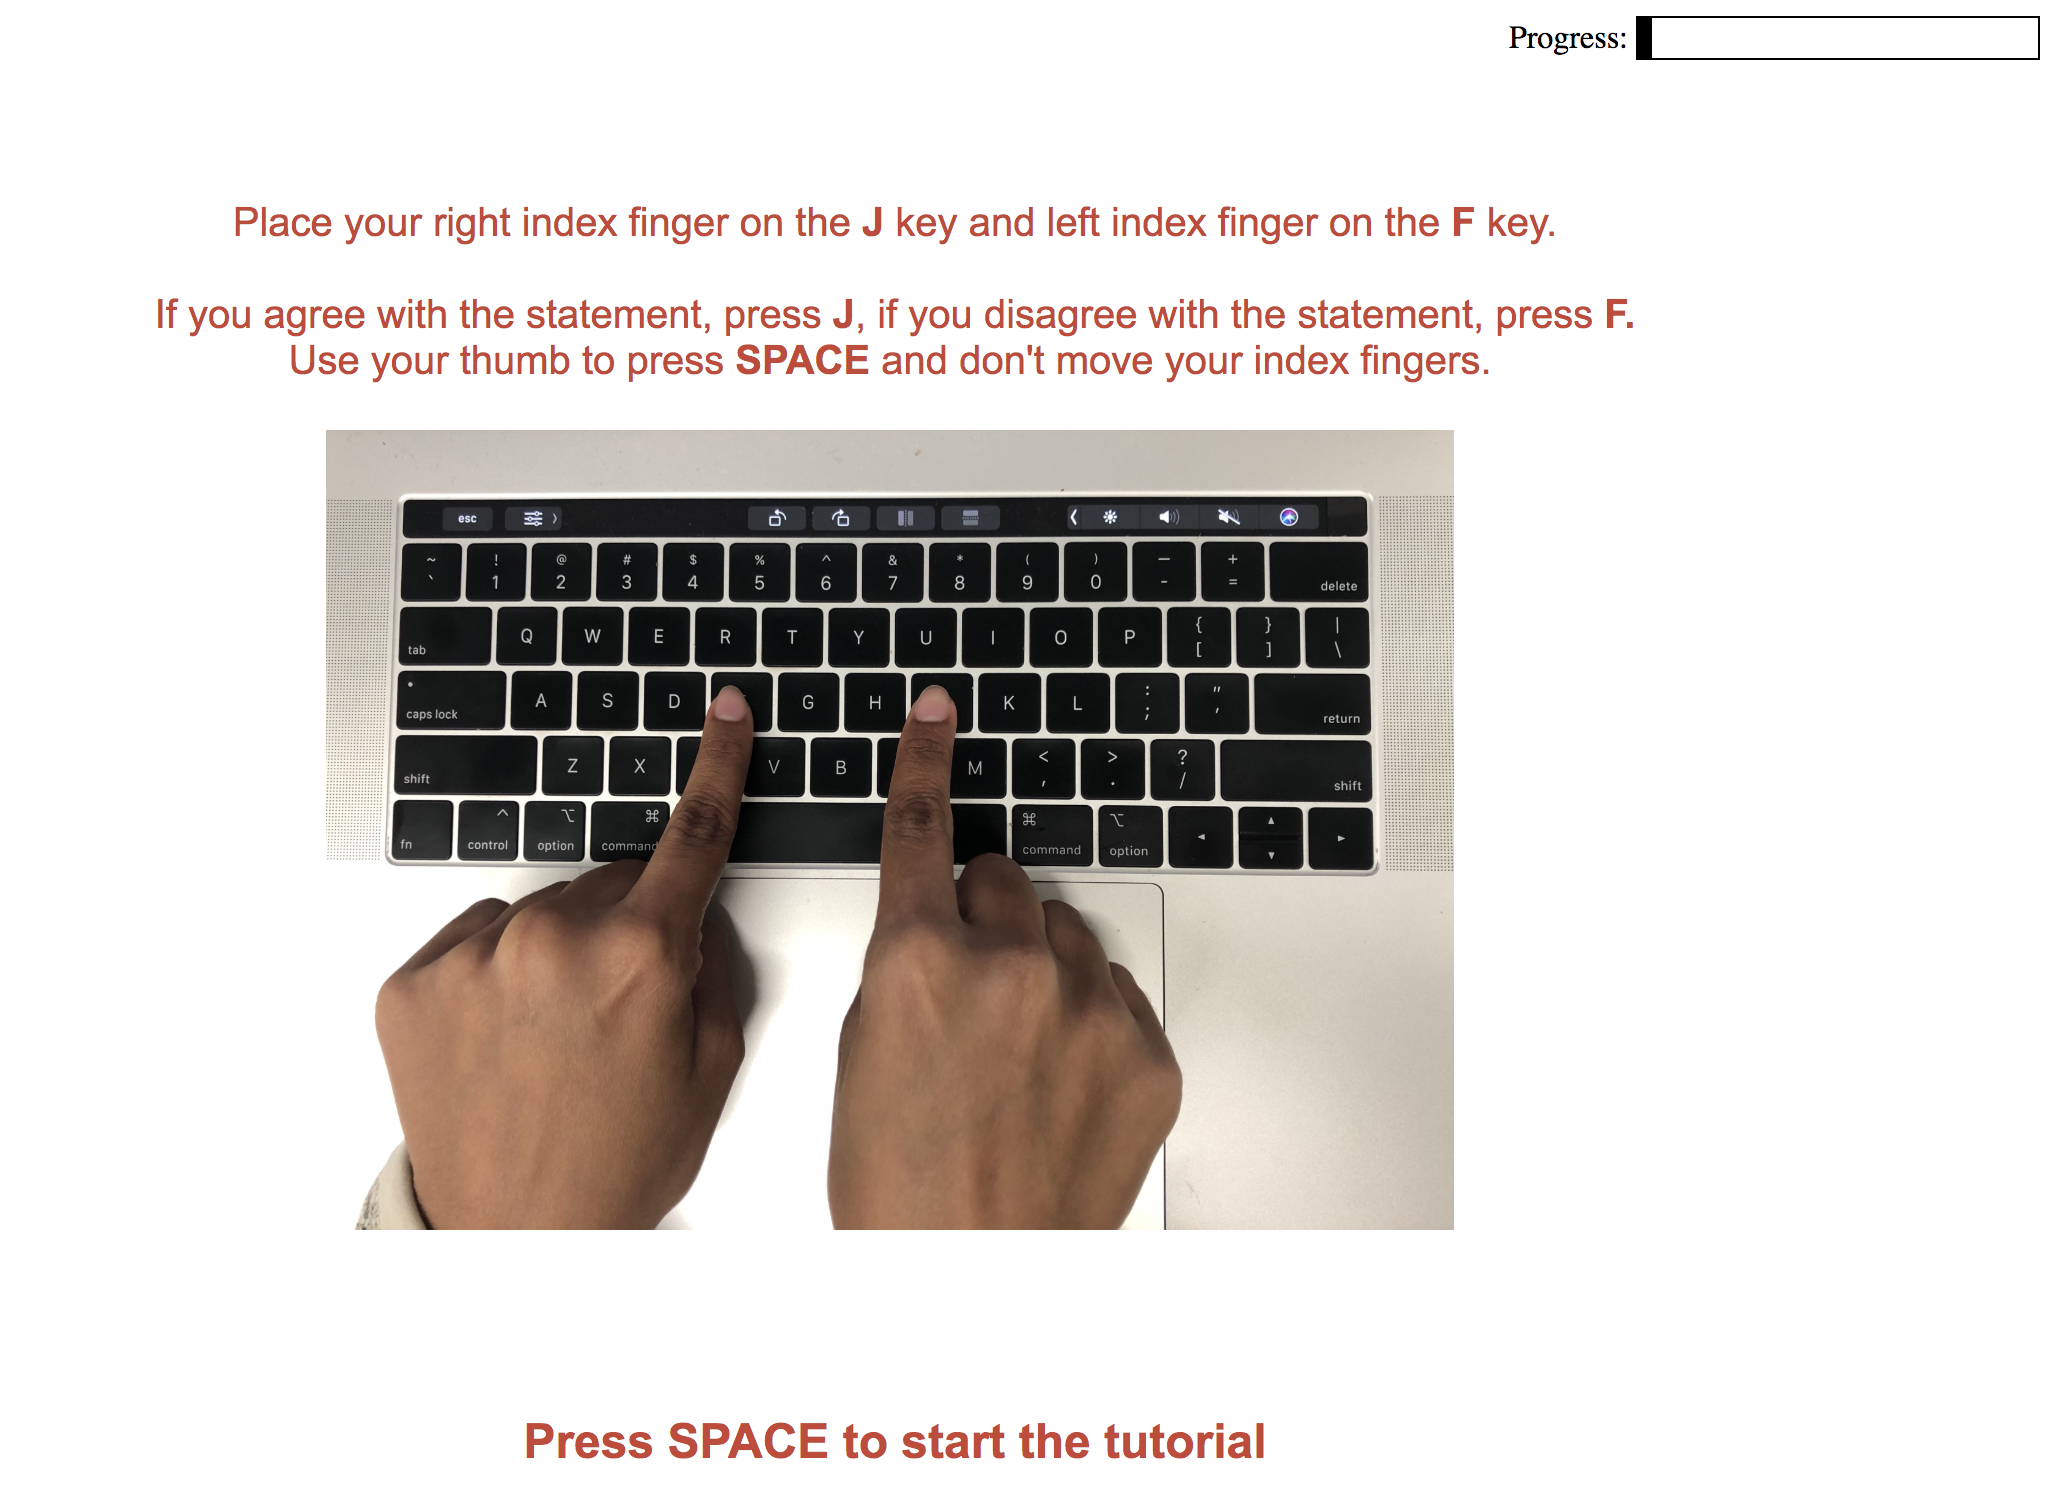 Progress:
Place your right index finger on the J key and left index finger on the F key.
If you agree with the statement, press J, if you disagree with the statement, press F.
Use your thumb to press SPACE and don't move your index fingers.
esc
~ ! @ # $ % ^ & * ( ) — +
` 1 2 3 4 5 6 7 8 9 0 - = delete
tab Q W E R T Y U I O P { [ } ] | \
caps lock A S D G H K L : ; " ' return
shift Z X V B M < , > . ? / shift
fn control option command command option
Press SPACE to start the tutorial